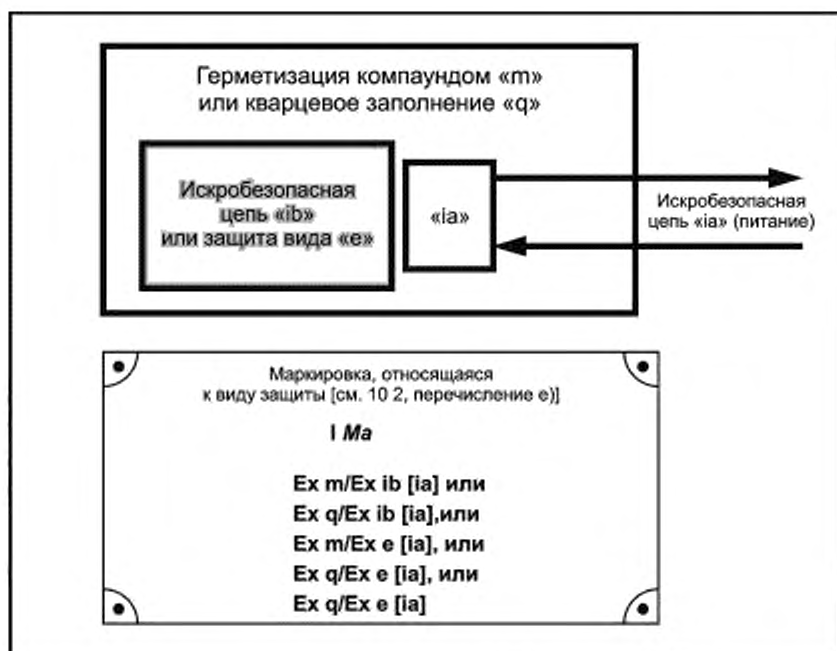 Герметизация компаундом «m»
или кварцевое заполнение «q»
Искробезопасная
цепь «ib»
или защита вида «e»
«ia»
Искробезопасная
цепь «ia» (питание)
Маркировка, относящаяся
к виду защиты [см. 10 2, перечисление е)]
I Ma
Ex m/Ex ib [ia] или
Ex q/Ex ib [ia],или
Ex m/Ex e [ia], или
Ex q/Ex e [ia], или
Ex q/Ex e [ia]